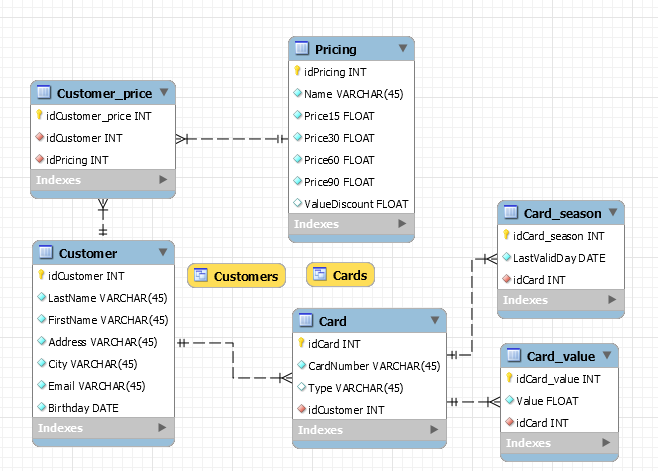 Pricing
idPricing INT
Name VARCHAR(45)
Price15 FLOAT
Price30 FLOAT
Price60 FLOAT
Price90 FLOAT
ValueDiscount FLOAT
Indexes
Customer_price
idCustomer_price INT
idCustomer INT
idPricing INT
Indexes
Customer
idCustomer INT
LastName VARCHAR(45)
FirstName VARCHAR(45)
Address VARCHAR(45)
City VARCHAR(45)
Email VARCHAR(45)
Birthday DATE
Indexes
Customers
Cards
Card
idCard INT
CardNumber VARCHAR(45)
Type VARCHAR(45)
idCustomer INT
Indexes
Card_season
idCard_season INT
LastValidDay DATE
idCard INT
Indexes
Card_value
idCard_value INT
Value FLOAT
idCard INT
Indexes